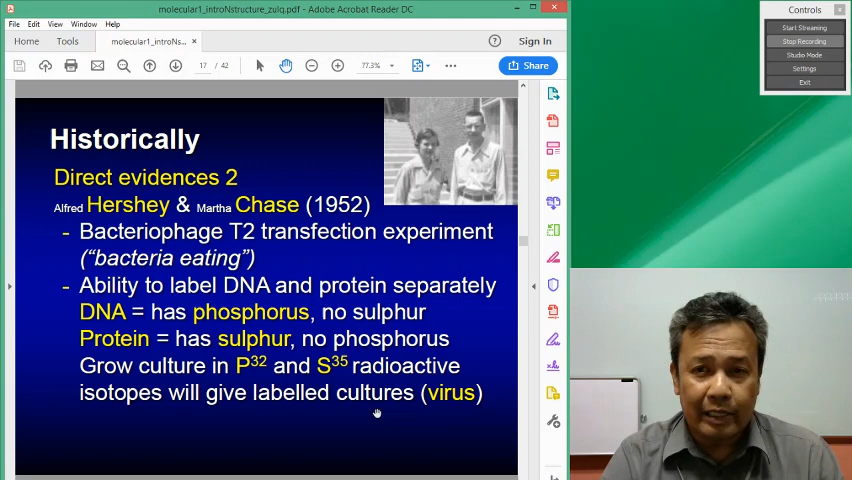 molecular1_introNstructure_zulq.pdf - Adobe Acrobat Reader DC
File Edit View Window Help
Home Tools molecular1_introNs... × ? Sign In
17 / 42 77.3% Share
Historically
Direct evidences 2
Alfred Hershey & Martha Chase (1952)
- Bacteriophage T2 transfection experiment
(“bacteria eating”)
- Ability to label DNA and protein separately
DNA = has phosphorus, no sulphur
Protein = has sulphur, no phosphorus
Grow culture in P32 and S35 radioactive
isotopes will give labelled cultures (virus)
Controls
Start Streaming
Stop Recording
Studio Mode
Settings
Exit